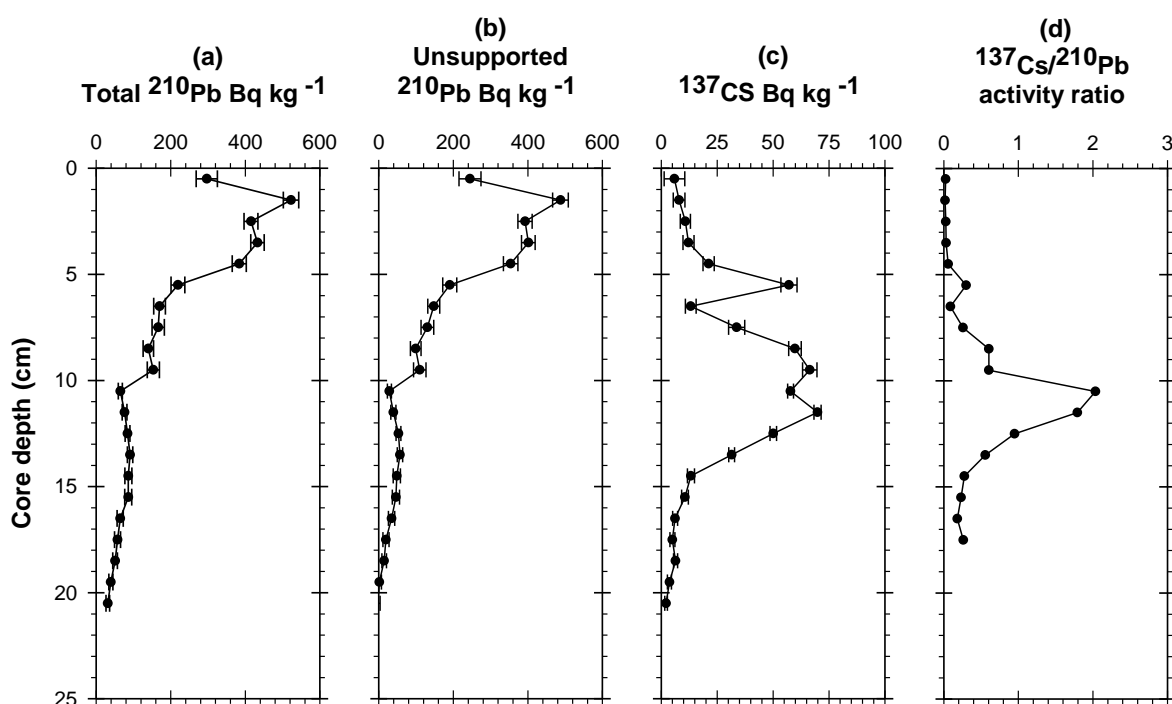 (a)
Total 210Pb Bq kg -1
0 200 400 600
(b)
Unsupported
210Pb Bq kg -1
0 200 400 600
(c)
137CS Bq kg -1
0 25 50 75 100
(d)
137Cs/210Pb
activity ratio
0 1 2 3
Core depth (cm)
0
5
10
15
20
25